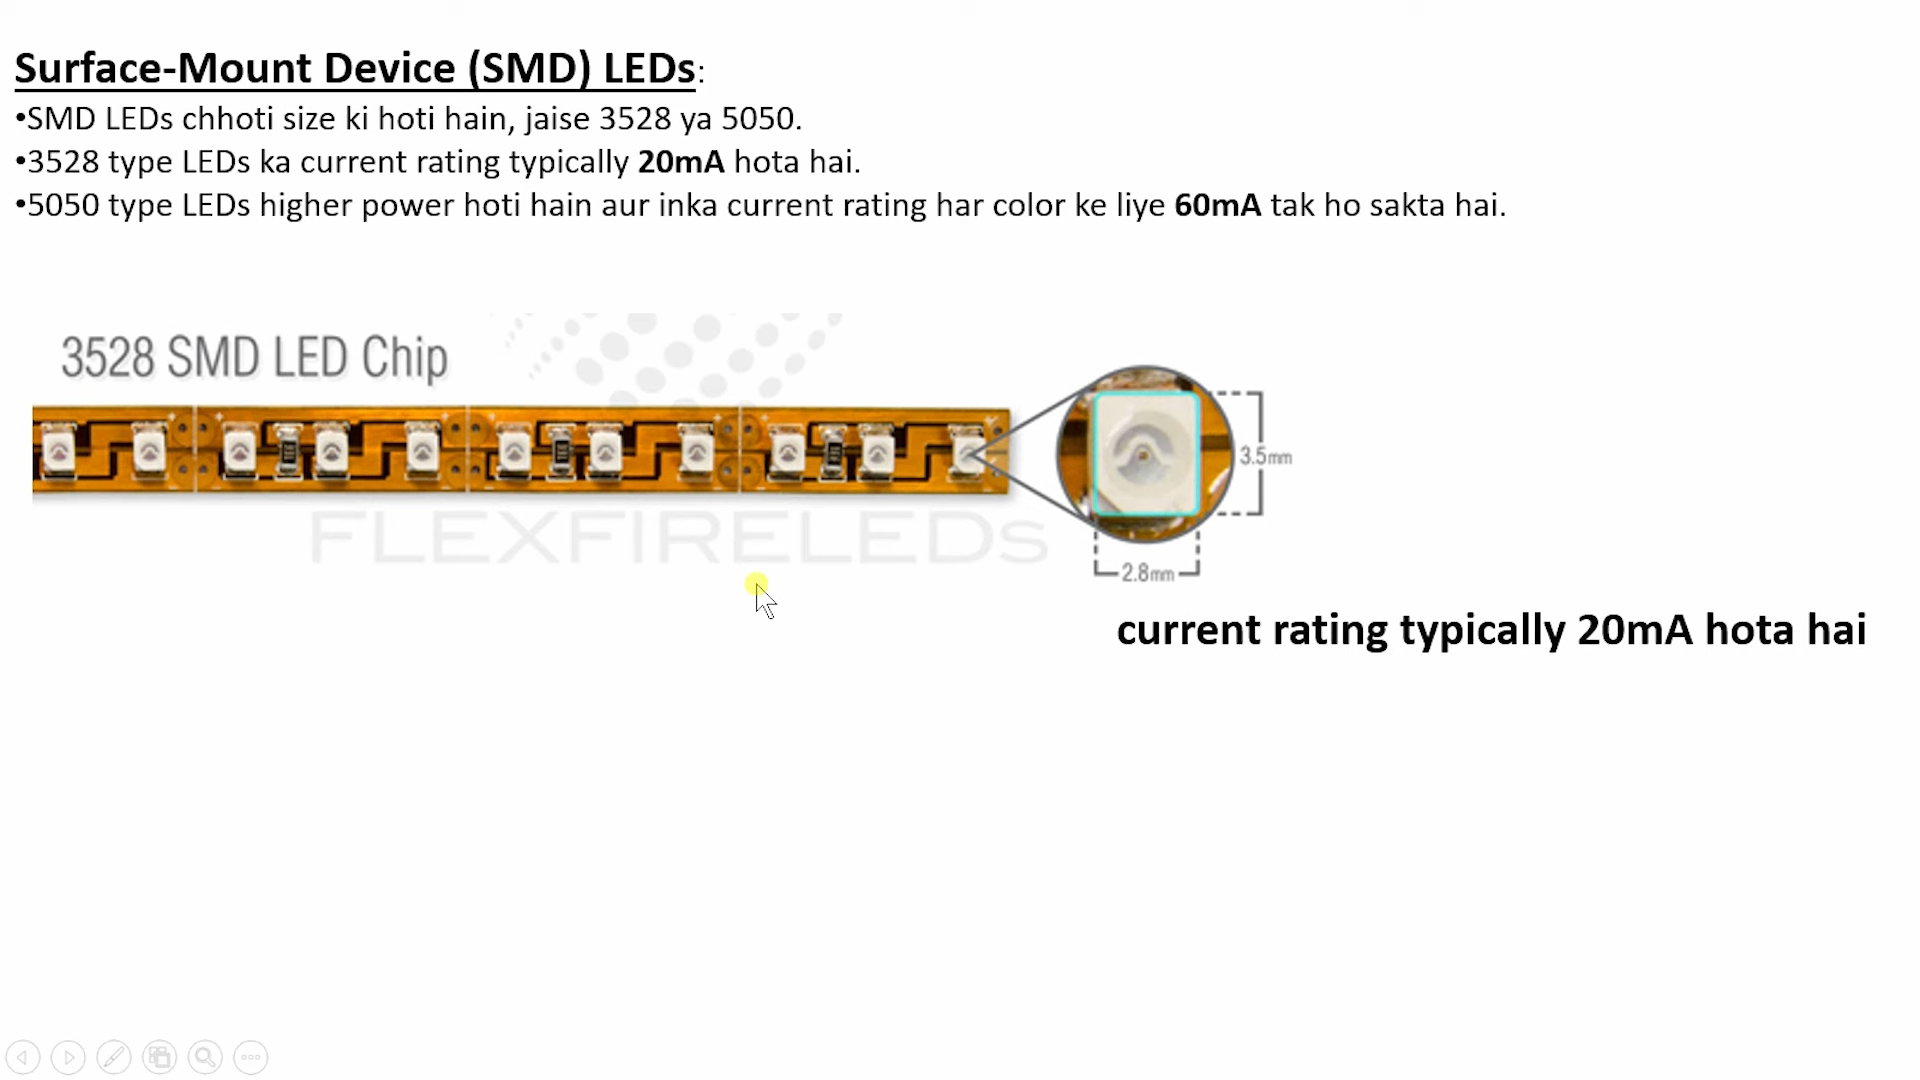 Surface-Mount Device (SMD) LEDs:
•SMD LEDs chhoti size ki hoti hain, jaise 3528 ya 5050.
•3528 type LEDs ka current rating typically 20mA hota hai.
•5050 type LEDs higher power hoti hain aur inka current rating har color ke liye 60mA tak ho sakta hai.
3528 SMD LED Chip
3.5mm
FLEXFIRELEDs
2.8mm
current rating typically 20mA hota hai